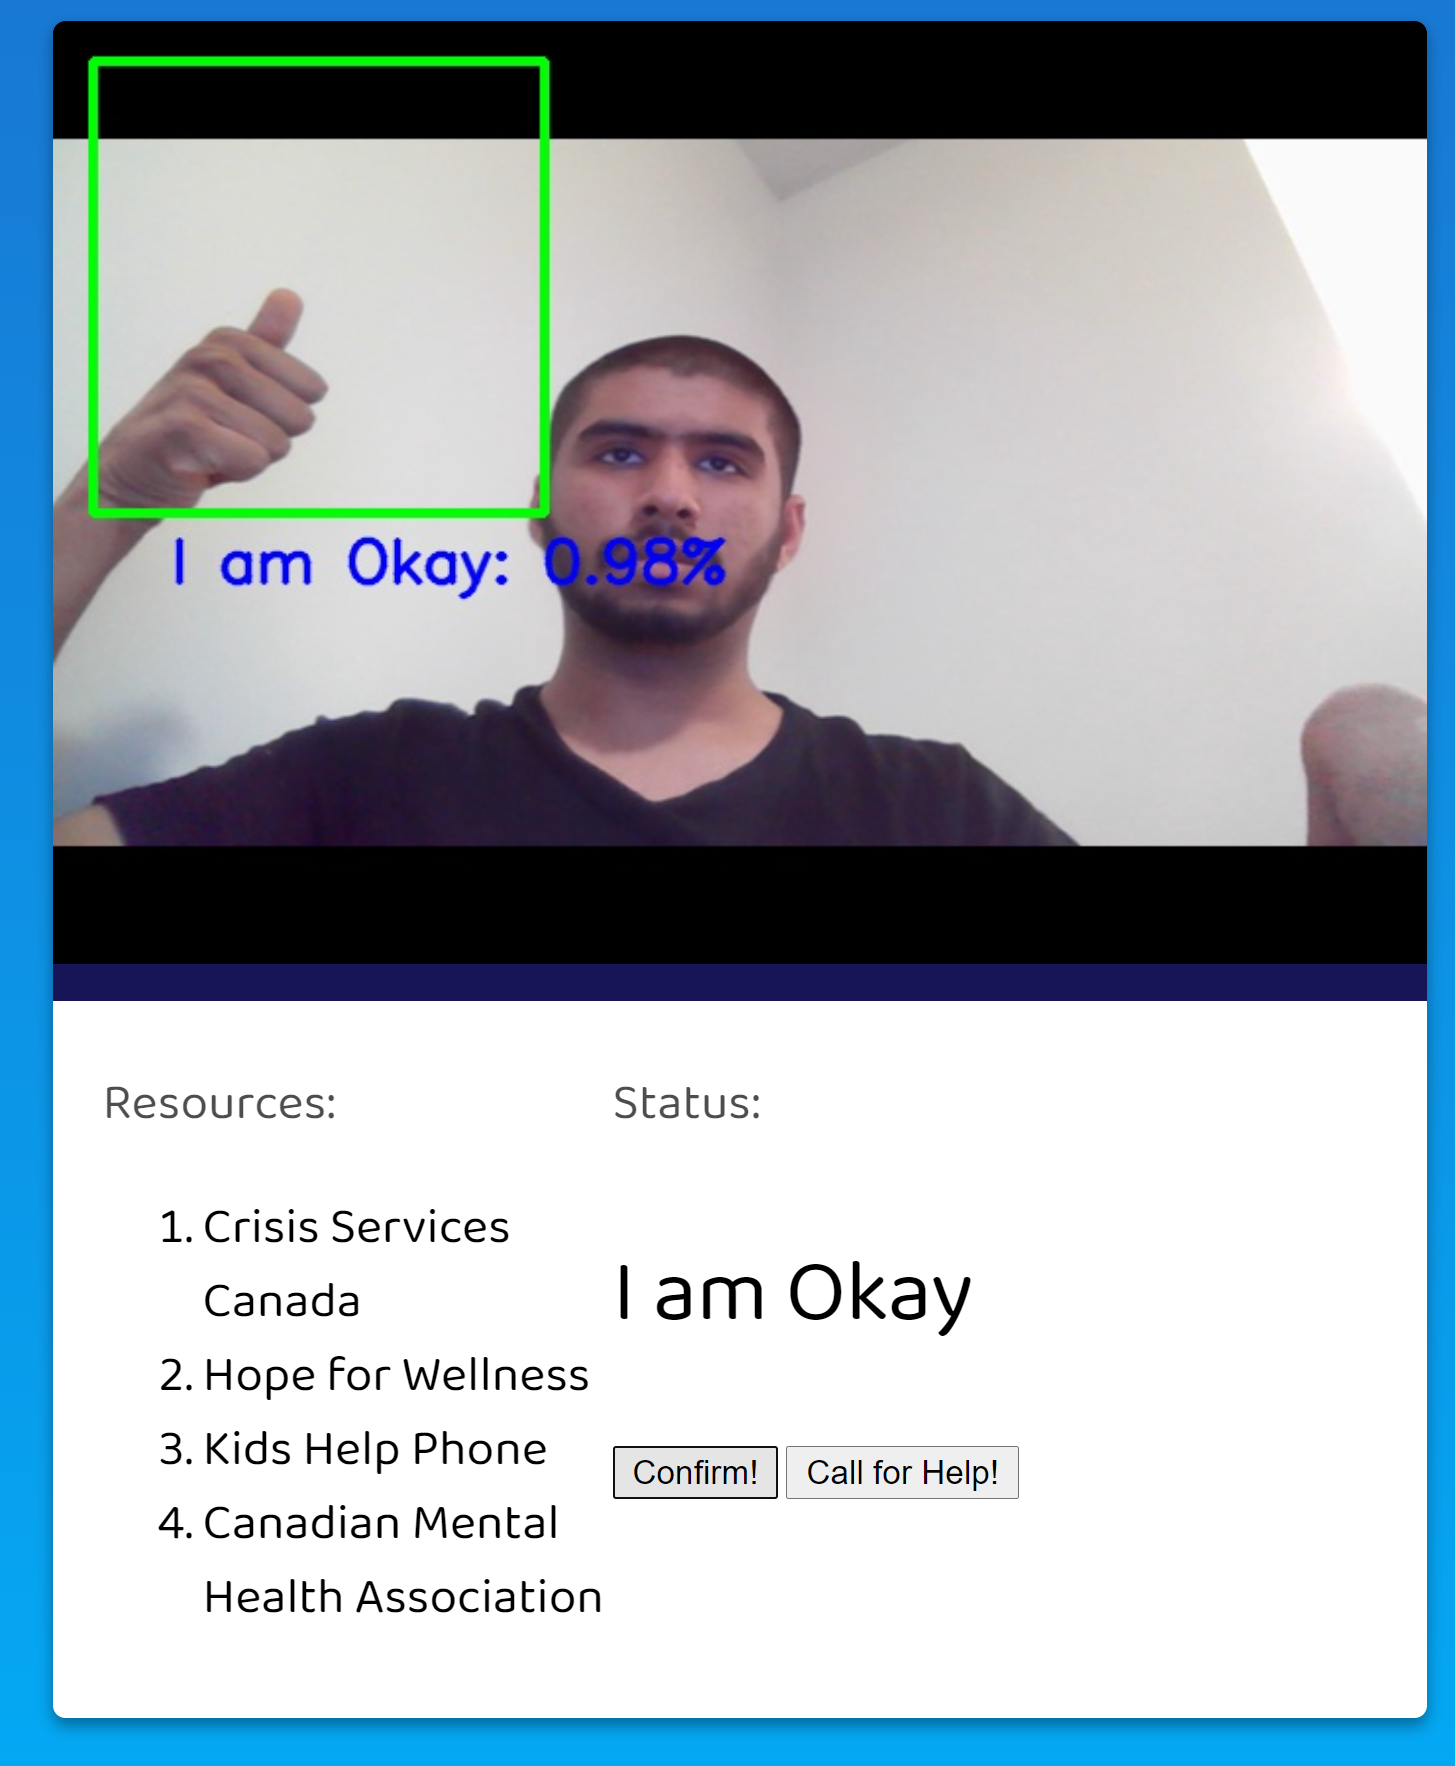 I am Okay: 0.98%
Resources:
1. Crisis Services
Canada
2. Hope for Wellness
3. Kids Help Phone
4. Canadian Mental
Health Association
Status:
I am Okay
Confirm! Call for Help!